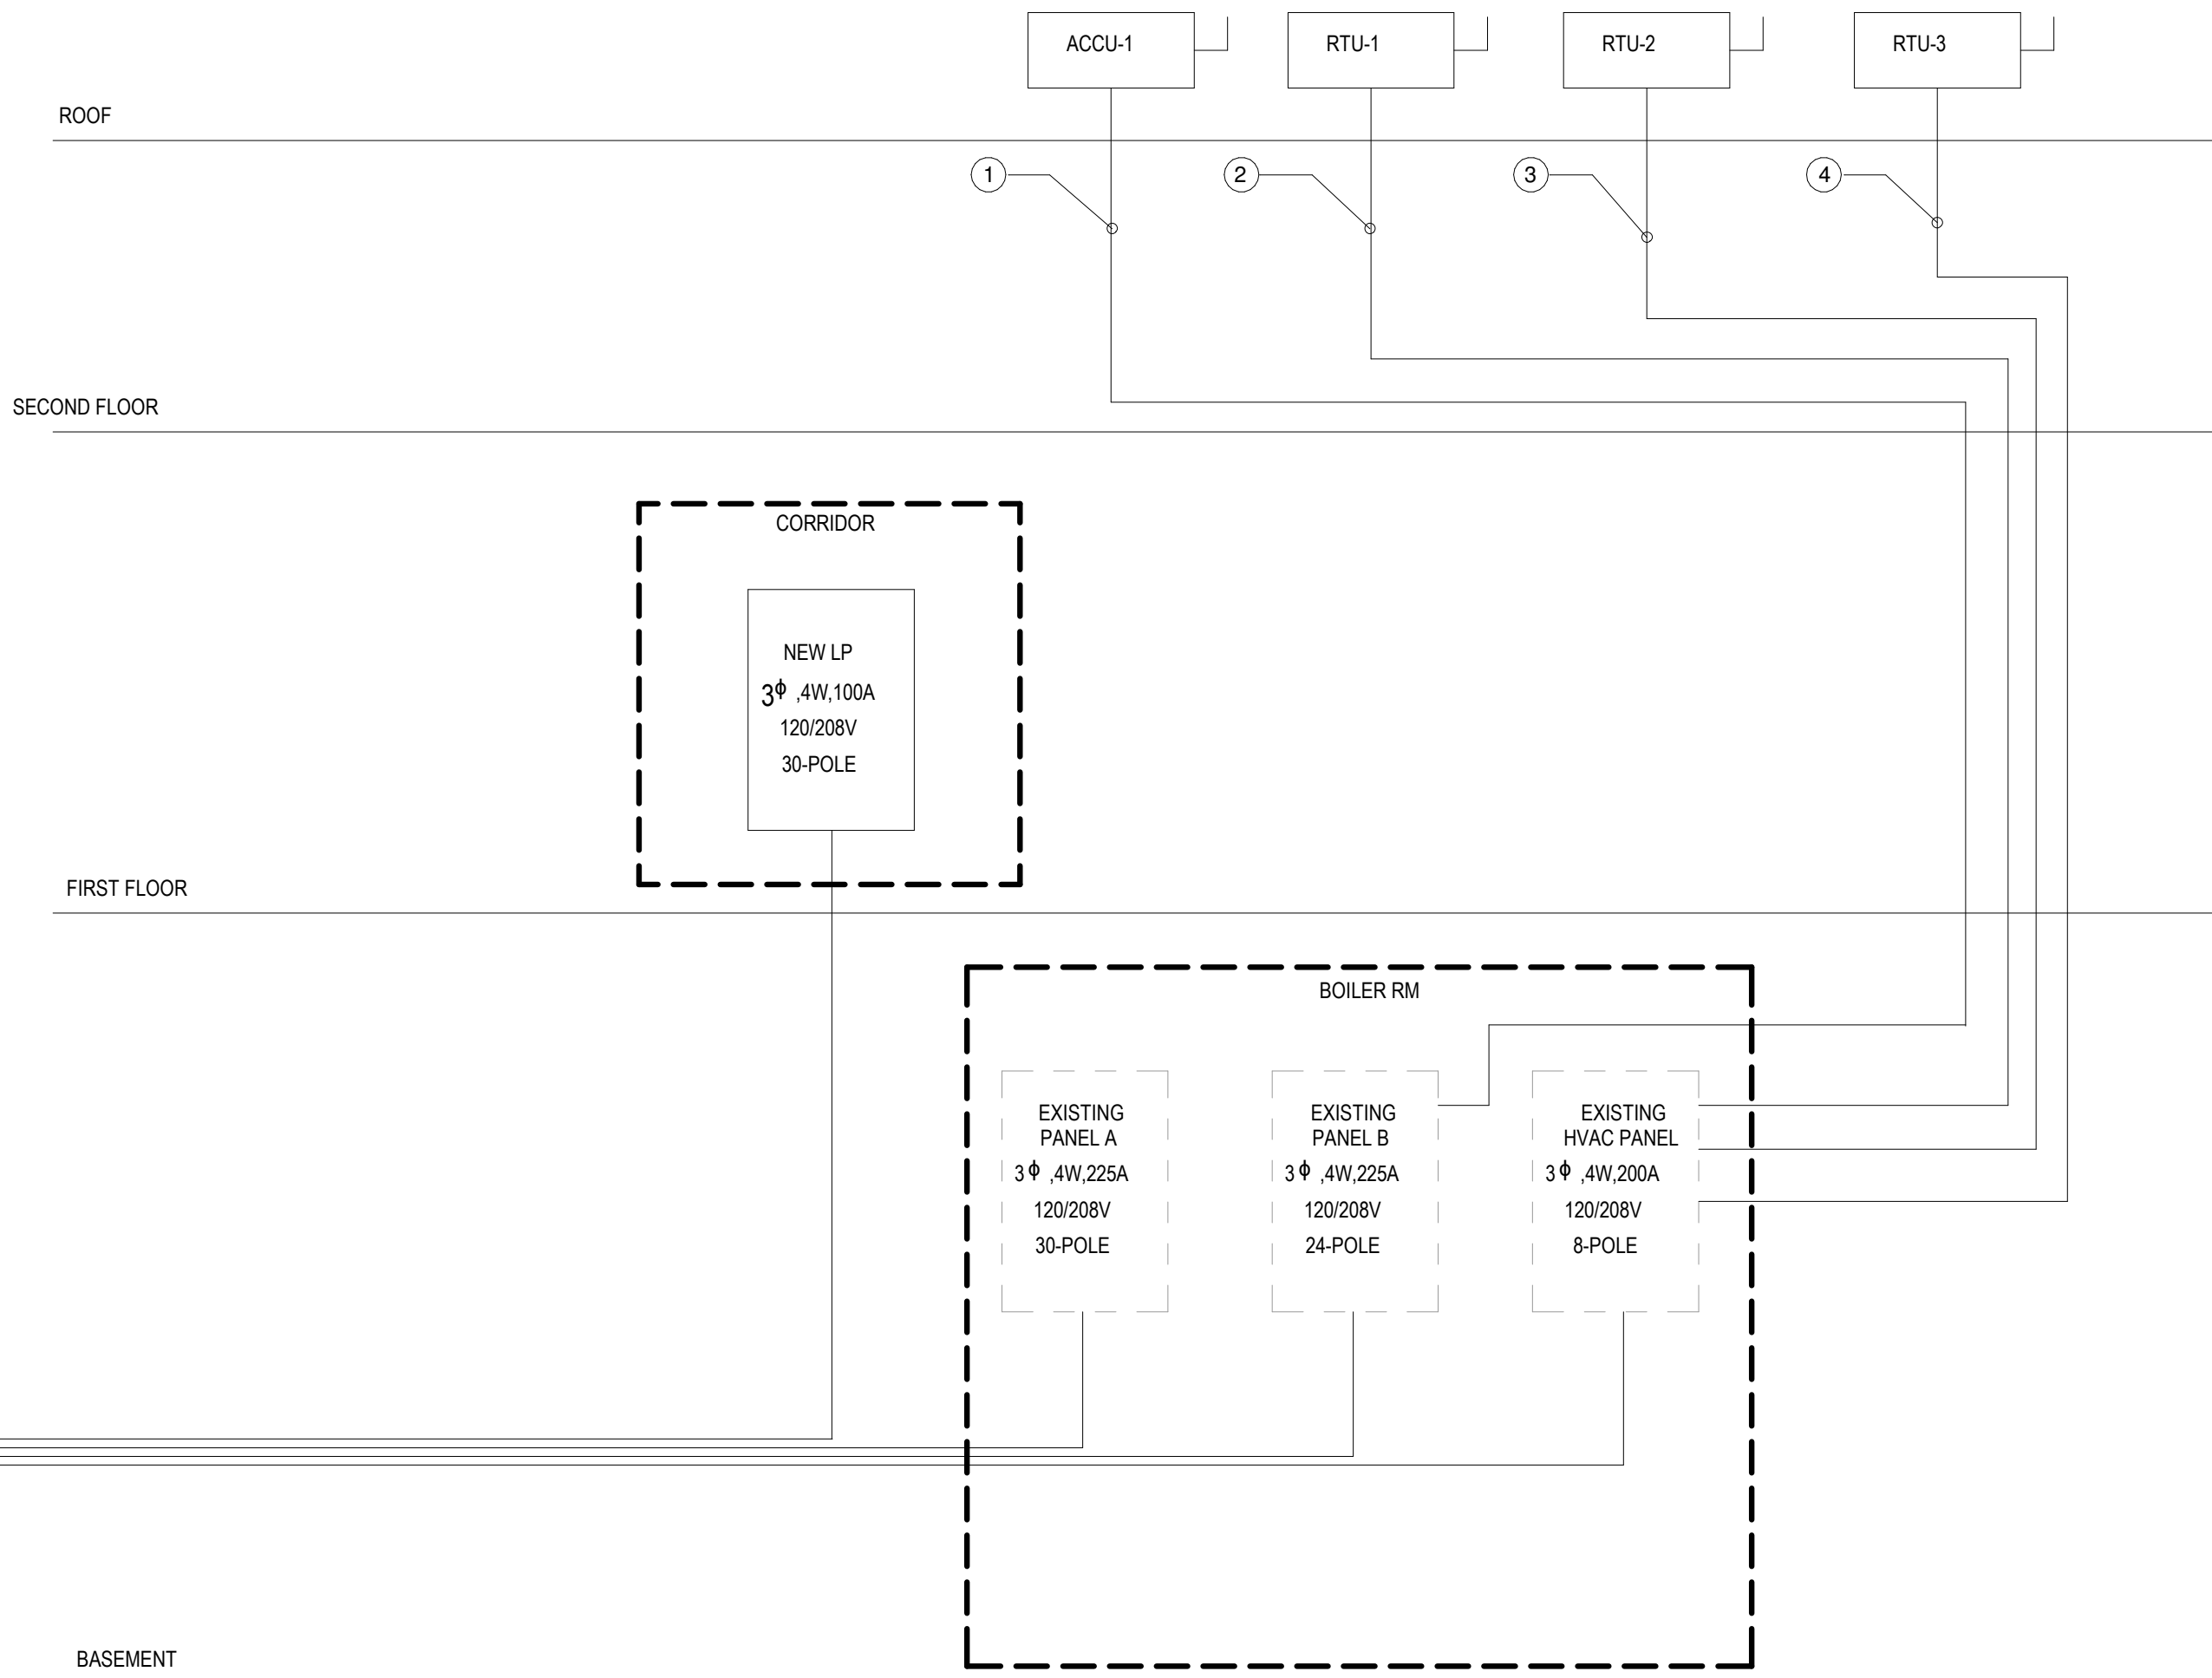 ACCU-1
RTU-1
RTU-2
RTU-3
ROOF
1
2
3
4
SECOND FLOOR
CORRIDOR
NEW LP
3ϕ ,4W,100A
120/208V
30-POLE
FIRST FLOOR
BOILER RM
EXISTING
PANEL A
3ϕ ,4W,225A
120/208V
30-POLE
EXISTING
PANEL B
3ϕ ,4W,225A
120/208V
24-POLE
EXISTING
HVAC PANEL
3ϕ ,4W,200A
120/208V
8-POLE
BASEMENT